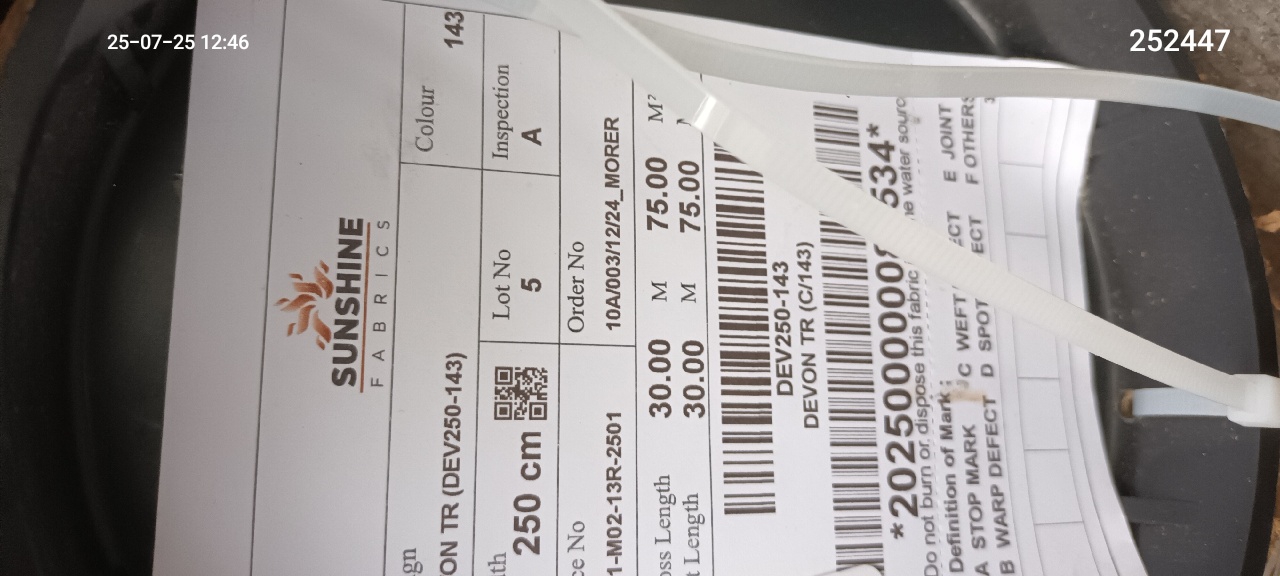 25-07-25 12:46
252447
SUNSHINE
FABRICS
Colour
143
ON TR (DEV250-143)
Lot No
5
Inspection
A
250 cm
Order No
10A/003/12/24_MORER
No
1-M02-13R-2501
Length 30.00 M 75.00 M²
Length 30.00 M 75.00
DEV250-143
DEVON TR (C/143)
Do not burn or dispose this fabric water
Definition of Mark:
A STOP MARK C WEFT E JOINT
B WARP DEFECT D SPOT F OTHERS